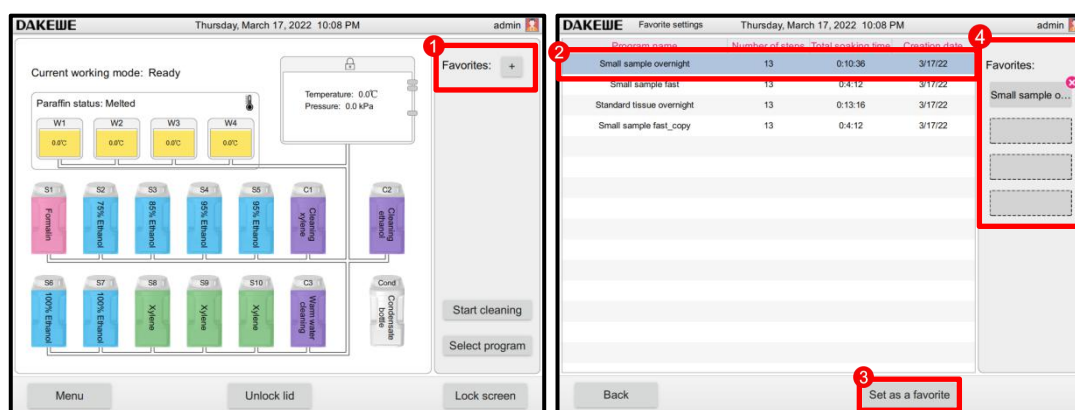 DAKEWE Thursday, March 17, 2022 10:08 PM admin
1
Current working mode: Ready
Favorites: +
Temperature: 0.0℃
Pressure: 0.0 kPa
Paraffin status: Melted
W1 W2 W3 W4
0.0℃ 0.0℃ 0.0℃ 0.0℃
S1 S2 S3 S4 S5 C1 C2
Formalin
75% Ethanol
85% Ethanol
95% Ethanol
95% Ethanol
Cleaning xylene
Cleaning ethanol
S6 S7 S8 S9 S10 C3 Cond
100% Ethanol
100% Ethanol
Xylene
Xylene
Xylene
Warm water cleaning
Condensate bottle
Start cleaning
Select program
Menu Unlock lid Lock screen
DAKEWE Favorite settings Thursday, March 17, 2022 10:08 PM admin
Program name Number of steps Total soaking time Creation date
2
Small sample overnight 13 0:10:36 3/17/22
Small sample fast 13 0:4:12 3/17/22
Standard tissue overnight 13 0:13:16 3/17/22
Small sample fast_copy 13 0:4:12 3/17/22
4
Favorites:
Small sample o...
3
Back Set as a favorite